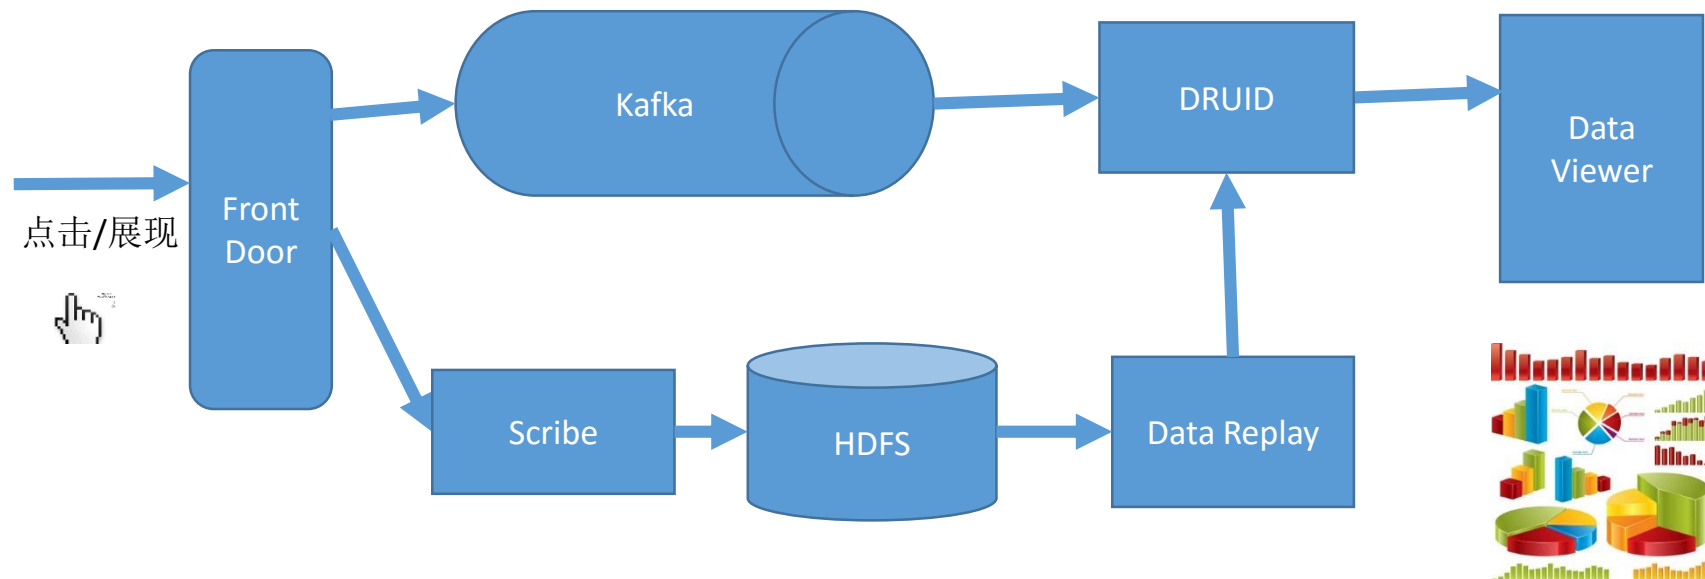 Kafka
DRUID
Data
Viewer
点击/展现
Front
Door
Scribe
HDFS
Data Replay